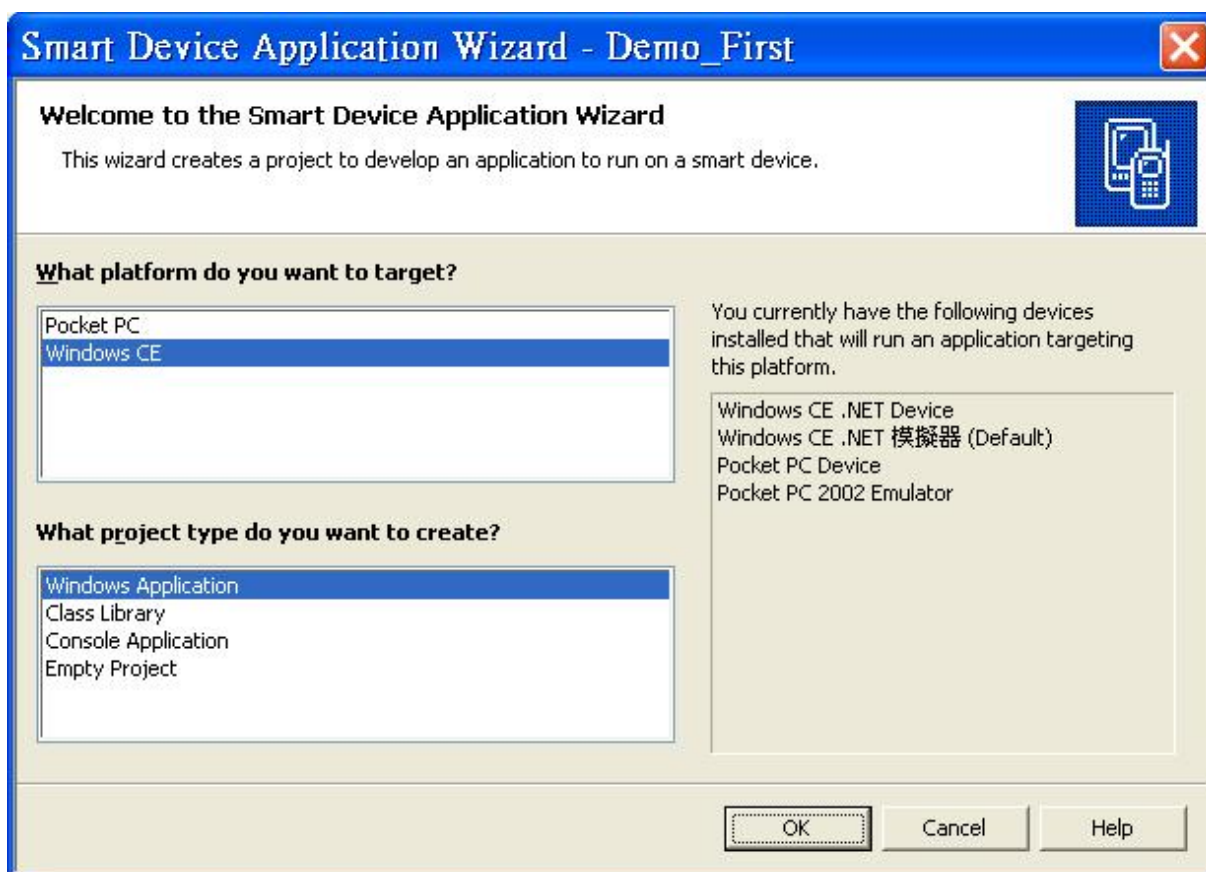 Smart Device Application Wizard - Demo_First
Welcome to the Smart Device Application Wizard
This wizard creates a project to develop an application to run on a smart device.
What platform do you want to target?
Pocket PC
Windows CE
You currently have the following devices
installed that will run an application targeting
this platform.
Windows CE .NET Device
Windows CE .NET 模擬器 (Default)
Pocket PC Device
Pocket PC 2002 Emulator
What project type do you want to create?
Windows Application
Class Library
Console Application
Empty Project
OK
Cancel
Help